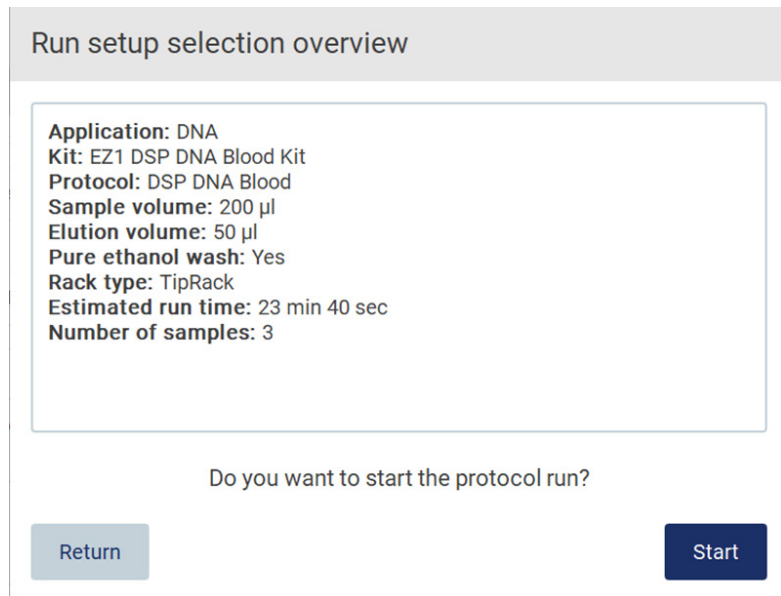 Run setup selection overview
Application: DNA
Kit: EZ1 DSP DNA Blood Kit
Protocol: DSP DNA Blood
Sample volume: 200 µl
Elution volume: 50 µl
Pure ethanol wash: Yes
Rack type: TipRack
Estimated run time: 23 min 40 sec
Number of samples: 3
Do you want to start the protocol run?
Return
Start